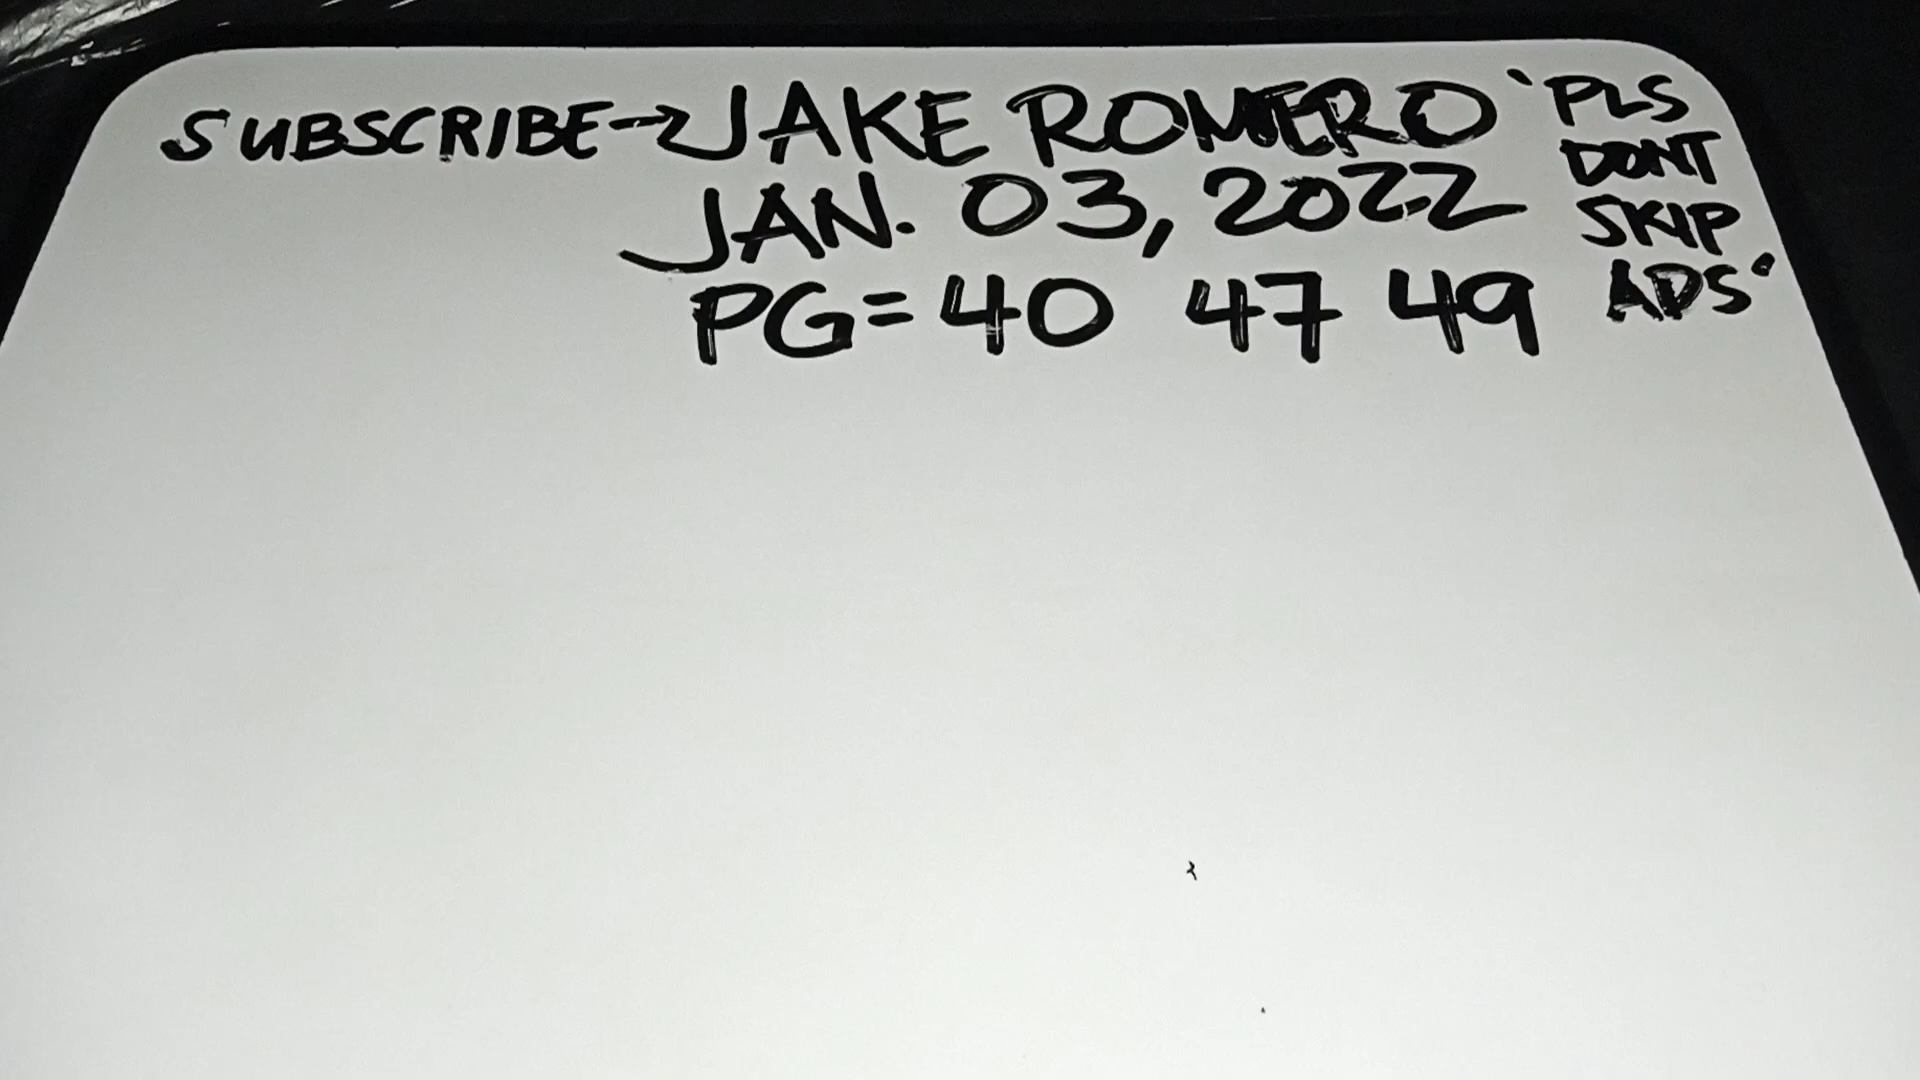 SUBSCRIBE→JAKE ROMERO
JAN. 03, 2022
PG=40 47 49
'PLS
DONT
SKIP
ADS'